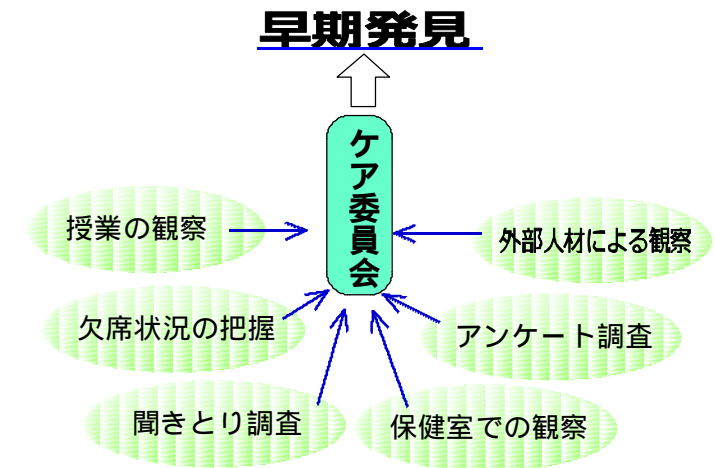 早期発見
ケア委員会
授業の観察
外部人材による観察
欠席状況の把握
アンケート調査
聞きとり調査
保健室での観察